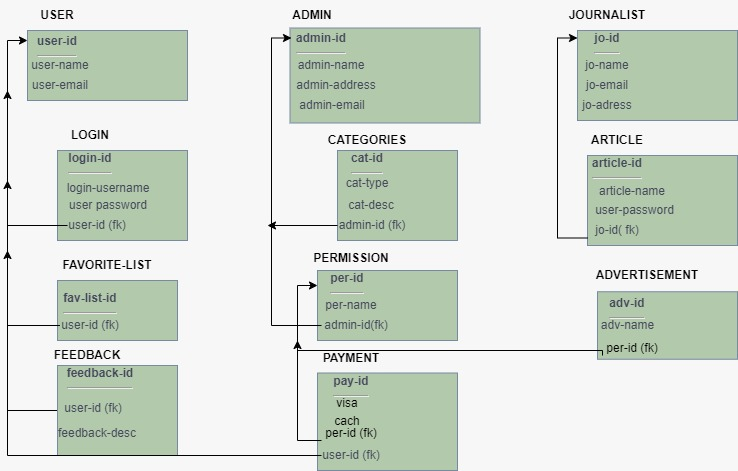 USER
user-id
user-name
user-email
LOGIN
login-id
login-username
user password
user-id (fk)
FAVORITE-LIST
fav-list-id
user-id (fk)
FEEDBACK
feedback-id
user-id (fk)
feedback-desc
ADMIN
admin-id
admin-name
admin-address
admin-email
CATEGORIES
cat-id
cat-type
cat-desc
admin-id (fk)
PERMISSION
per-id
per-name
admin-id(fk)
PAYMENT
pay-id
visa
cach
per-id (fk)
user-id (fk)
JOURNALIST
jo-id
jo-name
jo-email
jo-adress
ARTICLE
article-id
article-name
user-password
jo-id( fk)
ADVERTISEMENT
adv-id
adv-name
per-id (fk)